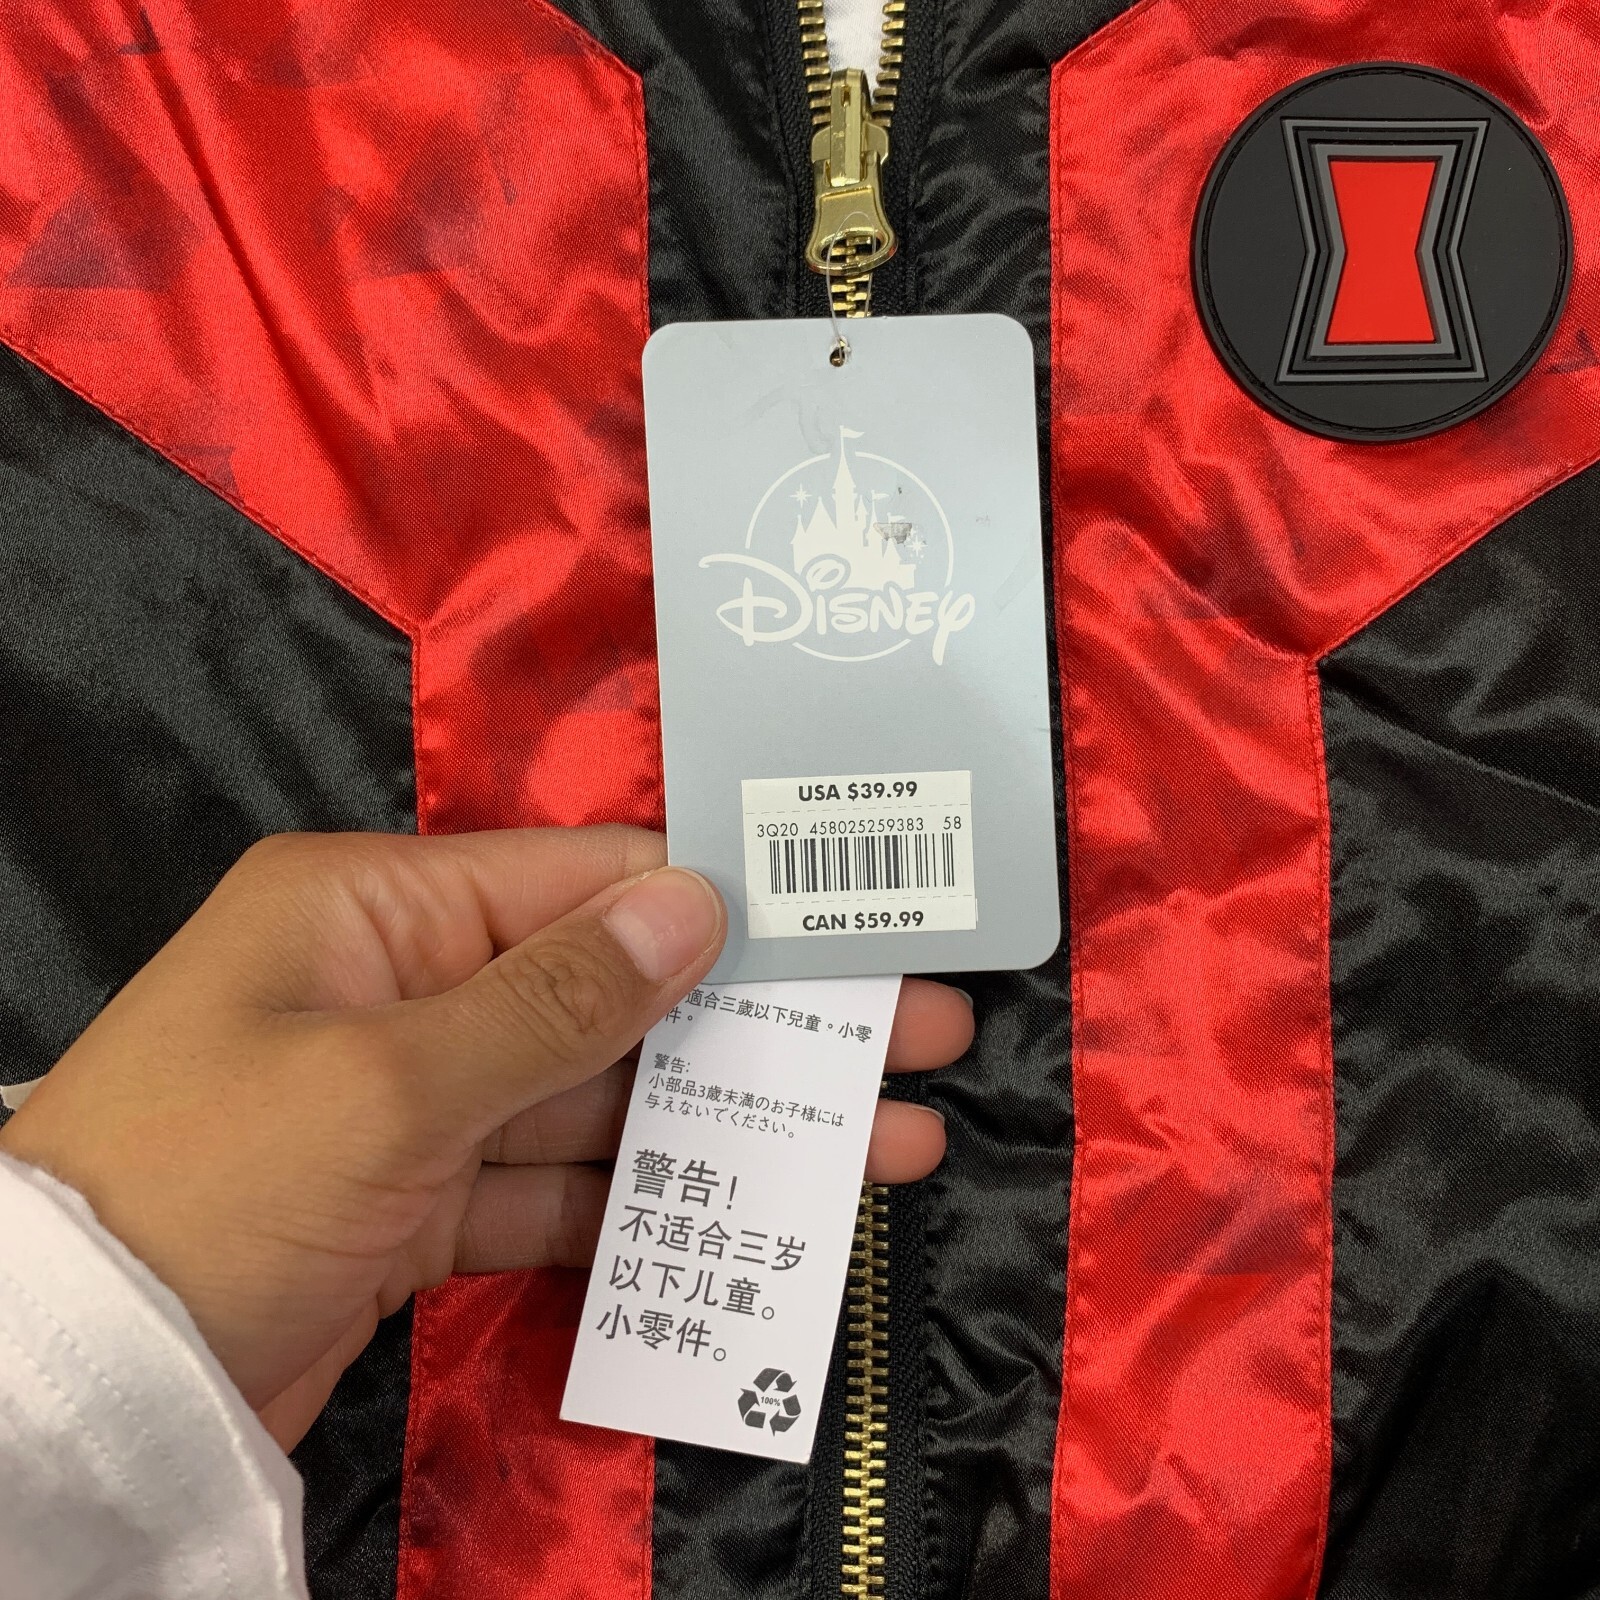 Disney
USA $39.99
3Q20 458025259383 58
CAN $59.99
適合三歲以下兒童。小零
件。
警告:
小部品3歳未満のお子様には
与えないでください。
警告!
不适合三岁
以下儿童。
小零件。
100%